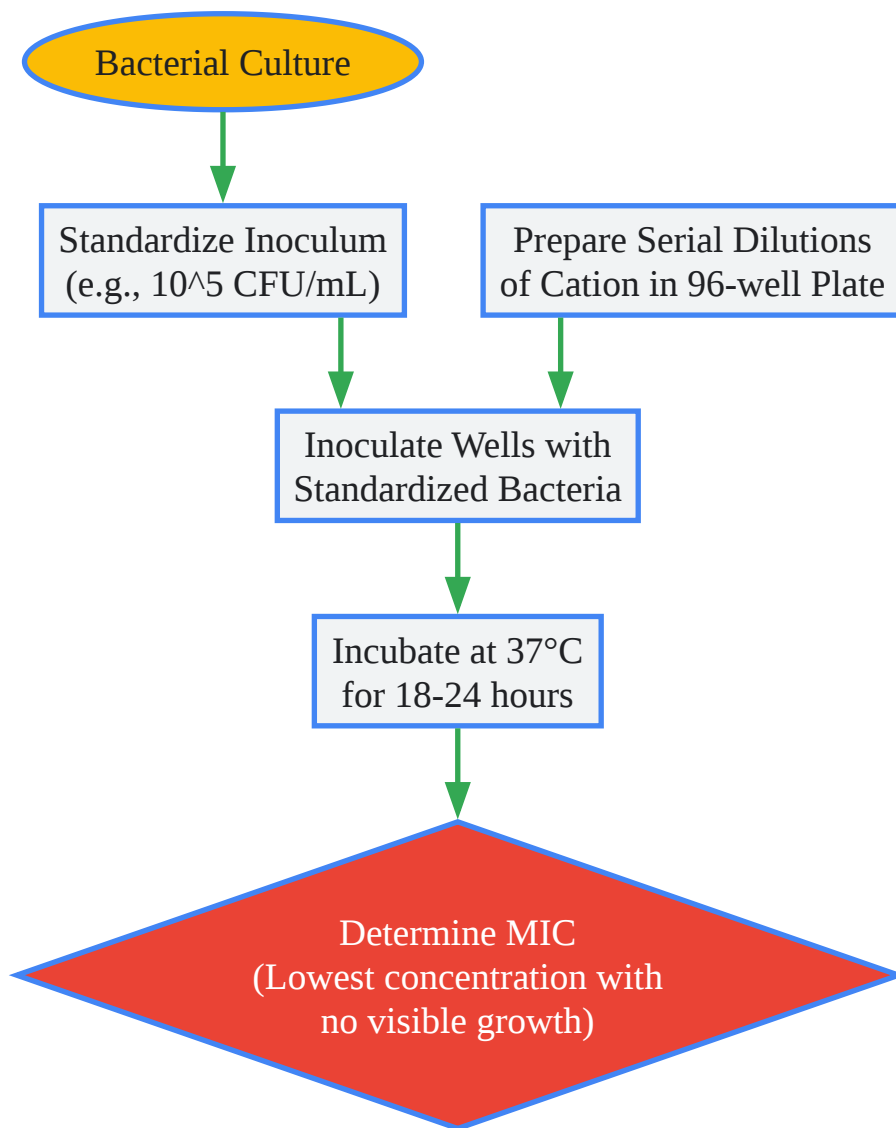 Bacterial Culture
Standardize Inoculum
(e.g., 10^5 CFU/mL)
Prepare Serial Dilutions
of Cation in 96-well Plate
Inoculate Wells with
Standardized Bacteria
Incubate at 37°C
for 18-24 hours
Determine MIC
(Lowest concentration with
no visible growth)